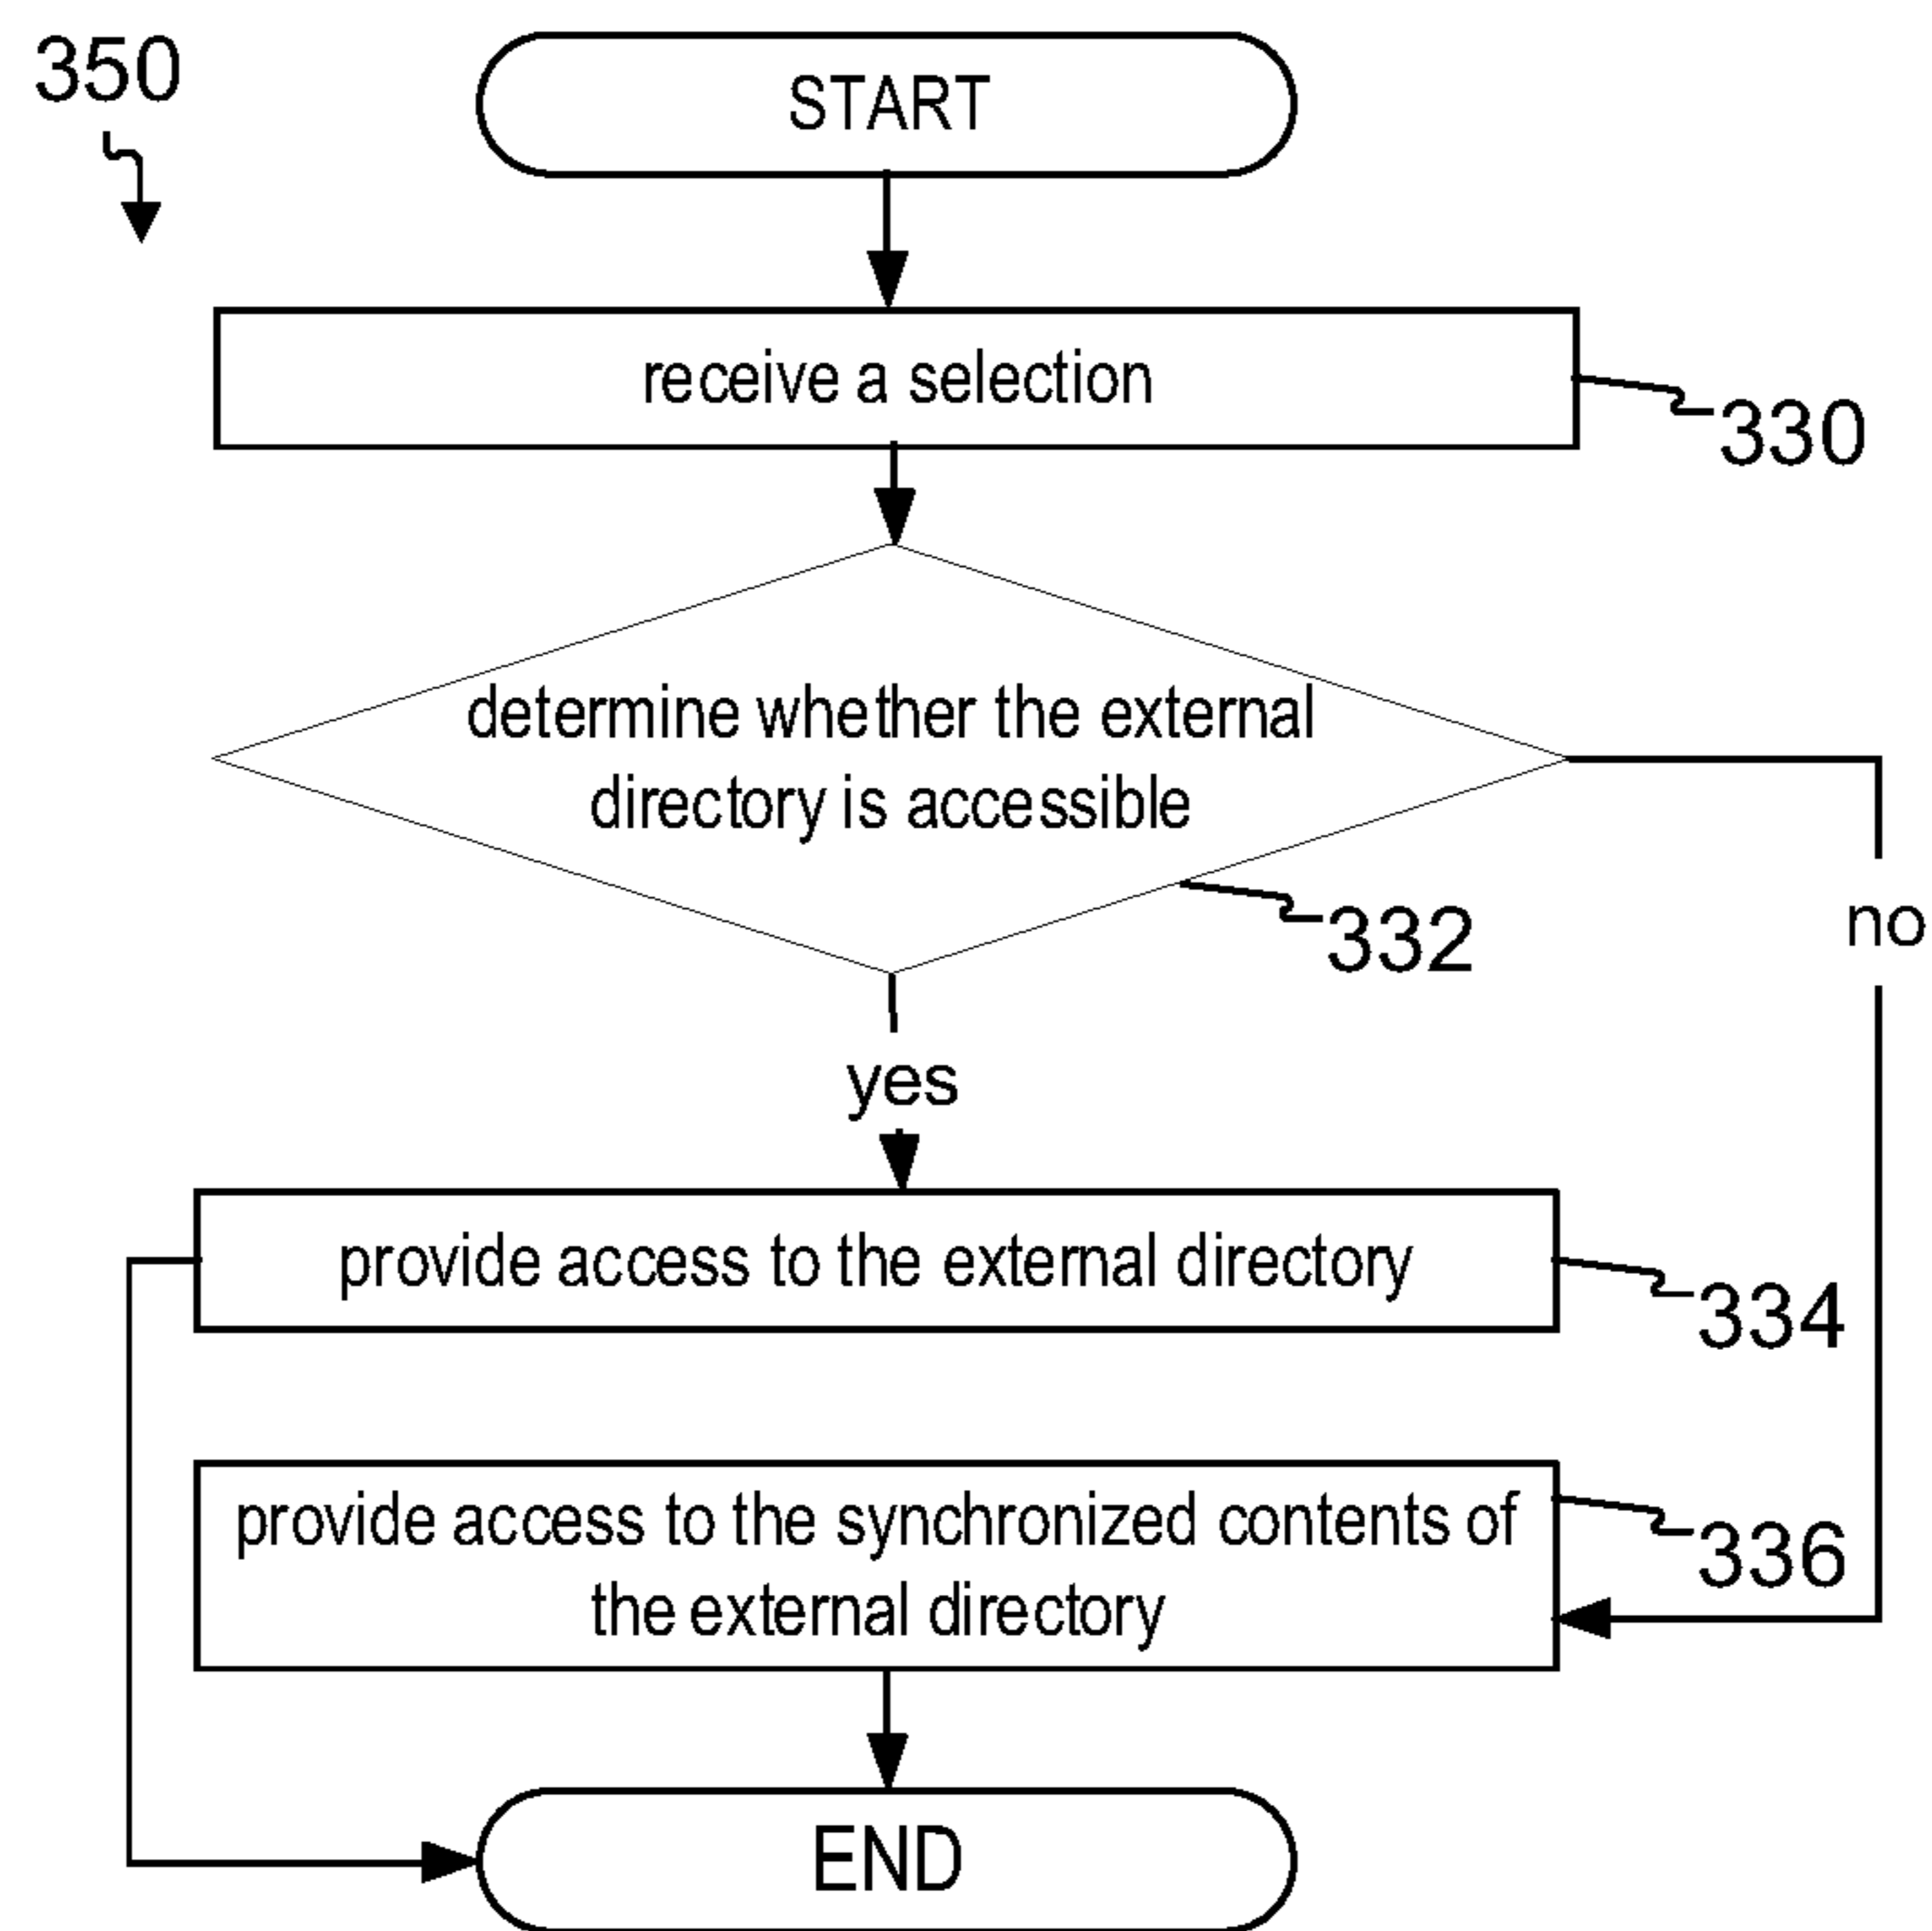 350
START
receive a selection
330
determine whether the external
directory is accessible
332
no
yes
provide access to the external directory
334
provide access to the synchronized contents of
the external directory
336
END